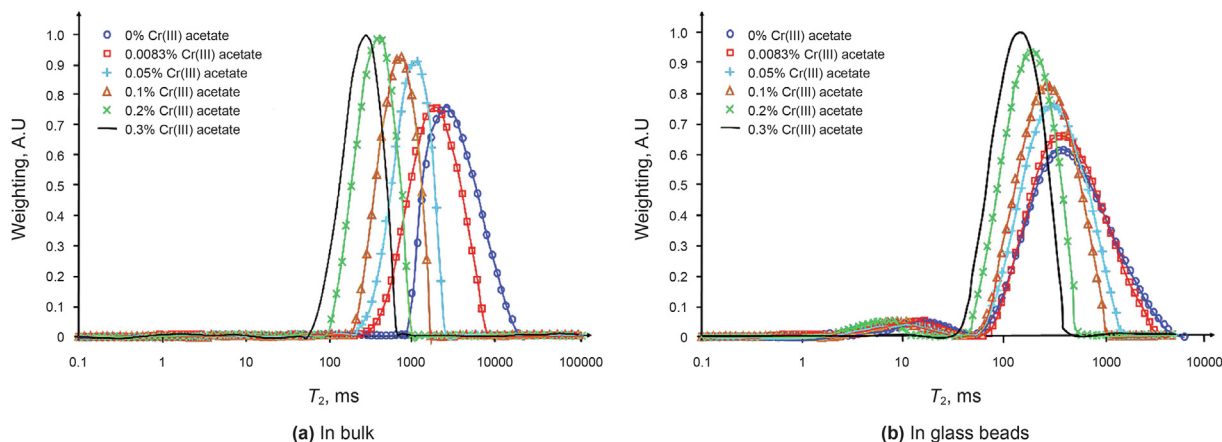 1.0
0.9
0.8
0.7
0.6
0.5
0.4
0.3
0.2
0.1
0
Weighting, A.U
0% Cr(III) acetate
0.0083% Cr(III) acetate
0.05% Cr(III) acetate
0.1% Cr(III) acetate
0.2% Cr(III) acetate
0.3% Cr(III) acetate
0.1 1 10 100 1000 10000 100000
T2, ms
(a) In bulk
1.0
0.9
0.8
0.7
0.6
0.5
0.4
0.3
0.2
0.1
0
Weighting, A.U
0% Cr(III) acetate
0.0083% Cr(III) acetate
0.05% Cr(III) acetate
0.1% Cr(III) acetate
0.2% Cr(III) acetate
0.3% Cr(III) acetate
0.1 1 10 100 1000 10000
T2, ms
(b) In glass beads